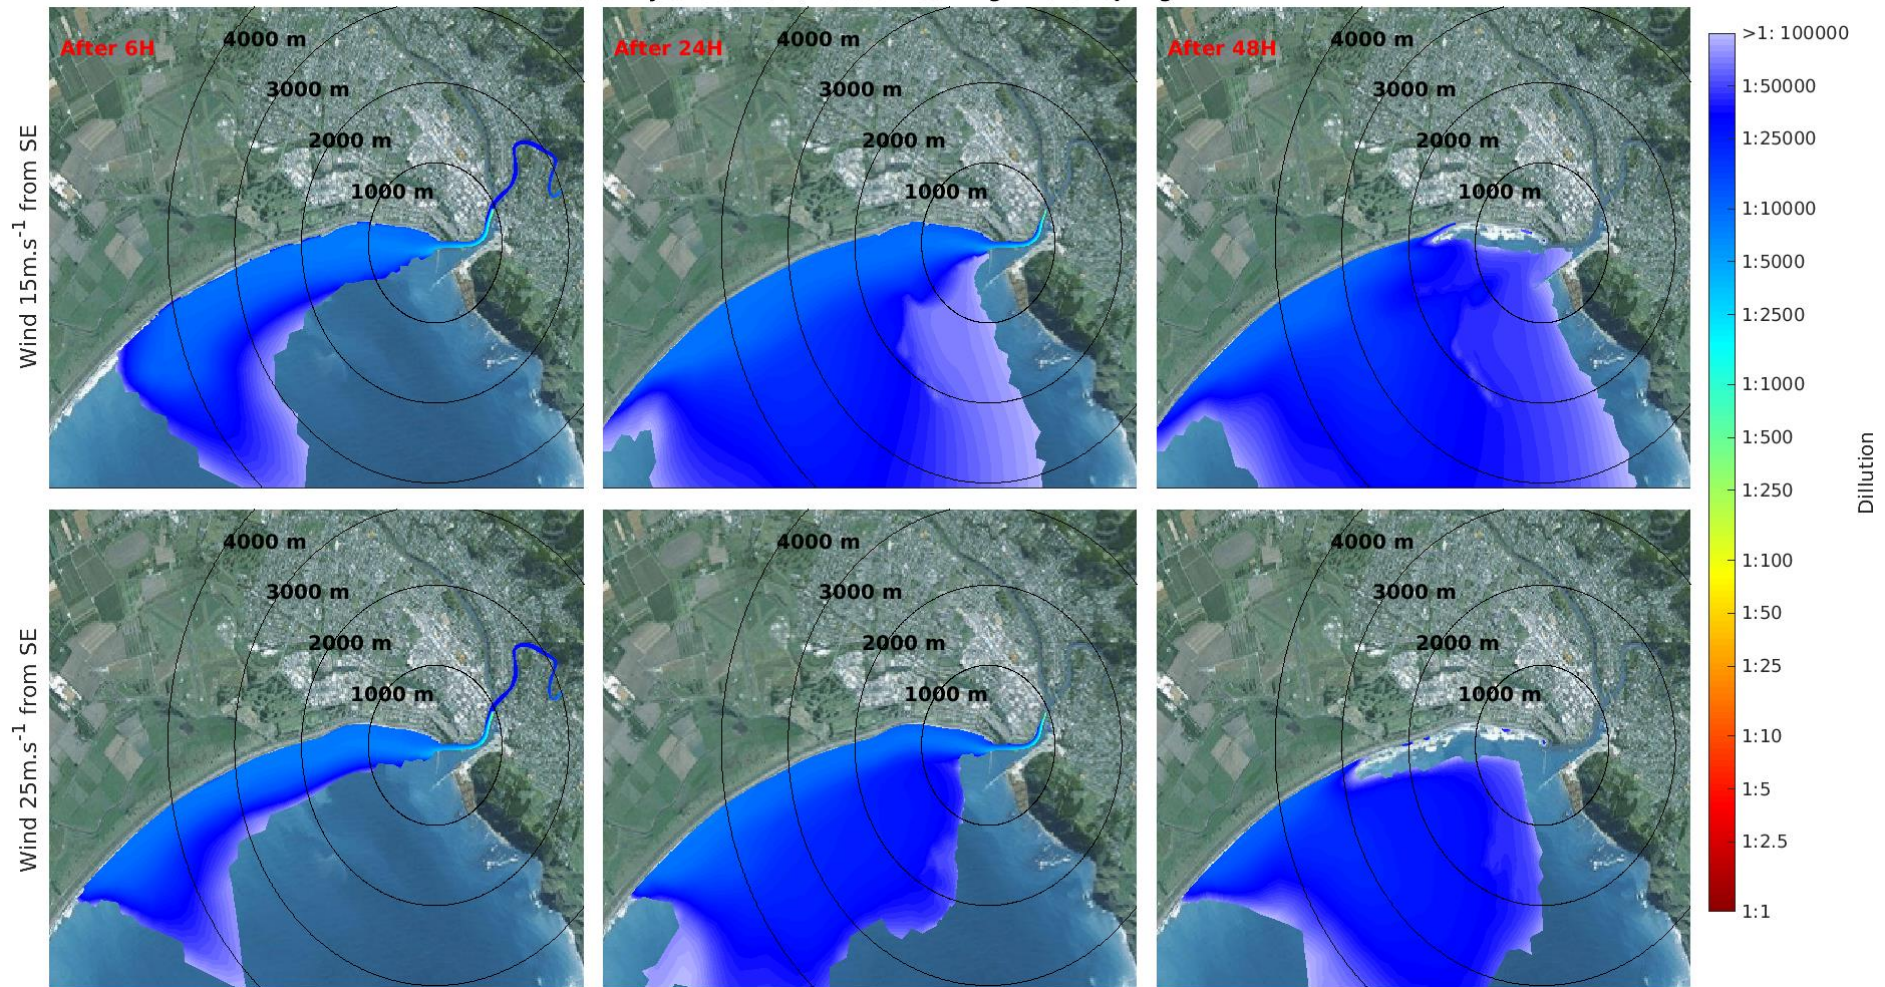 After 6H
4000 m
3000 m
2000 m
1000 m
After 24H
4000 m
3000 m
2000 m
1000 m
After 48H
4000 m
3000 m
2000 m
1000 m
Wind 15m.s-1 from SE
4000 m
3000 m
2000 m
1000 m
4000 m
3000 m
2000 m
1000 m
4000 m
3000 m
2000 m
1000 m
Wind 25m.s-1 from SE
>1: 100000
1:50000
1:25000
1:10000
1:5000
1:2500
1:1000
1:500
1:250
1:100
1:50
1:25
1:10
1:5
1:2.5
1:1
Dillution